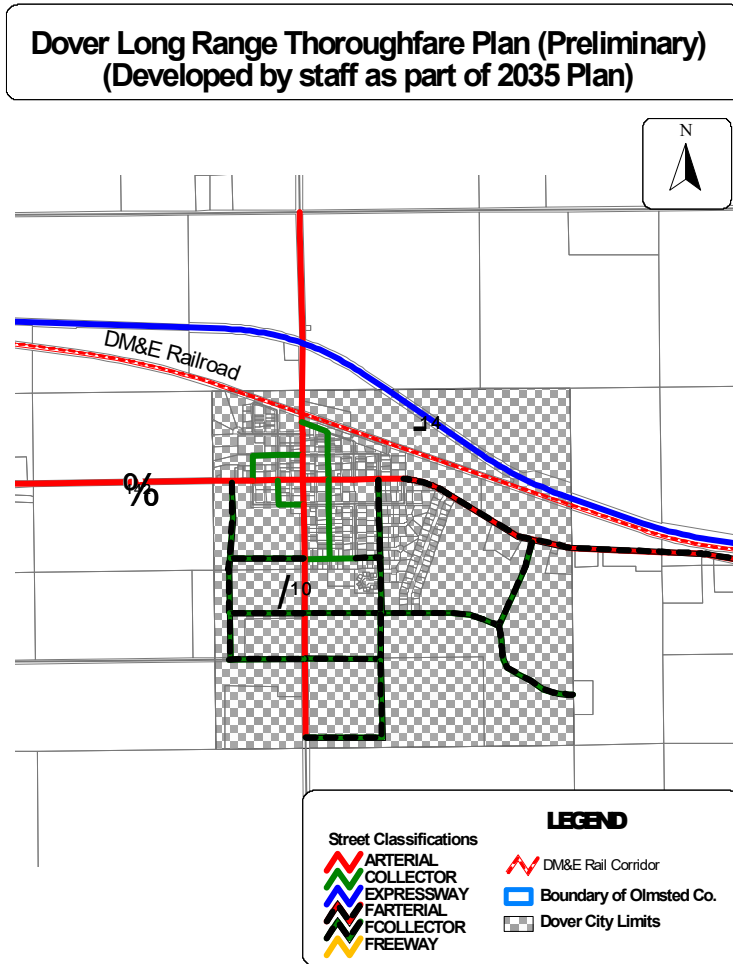 Dover Long Range Thoroughfare Plan (Preliminary)
(Developed by staff as part of 2035 Plan)
N
DM&E Railroad
14
%
10
LEGEND
Street Classifications
ARTERIAL
COLLECTOR
EXPRESSWAY
FARTERIAL
FCOLLECTOR
FREEWAY
DM&E Rail Corridor
Boundary of Olmsted Co.
Dover City Limits